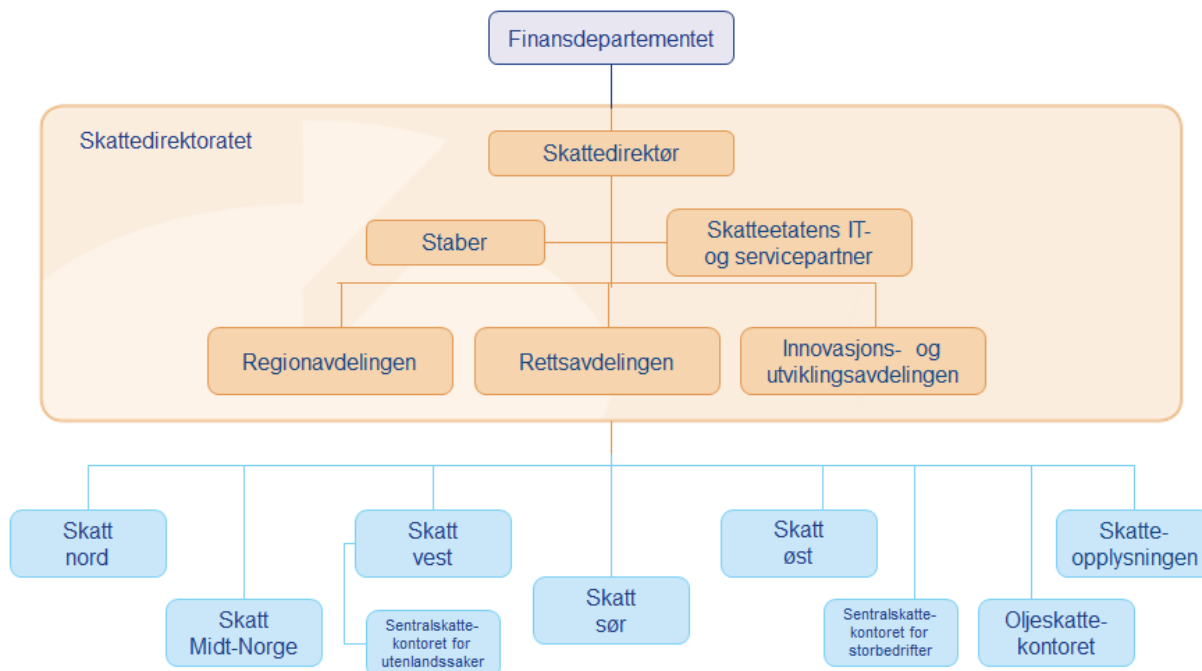 Finansdepartementet
Skattedirektoratet
Skattedirektør
Staber
Skatteetatens IT-
og servicepartner
Regionavdelingen
Rettsavdelingen
Innovasjons- og
utviklingsavdelingen
Skatt
nord
Skatt
vest
Skatt
øst
Skatte-
opplysningen
Skatt
Midt-Norge
Sentralskatte-
kontoret for
utenlandssaker
Skatt
sør
Sentralskatte-
kontoret for
storbedrifter
Oljeskatte-
kontoret